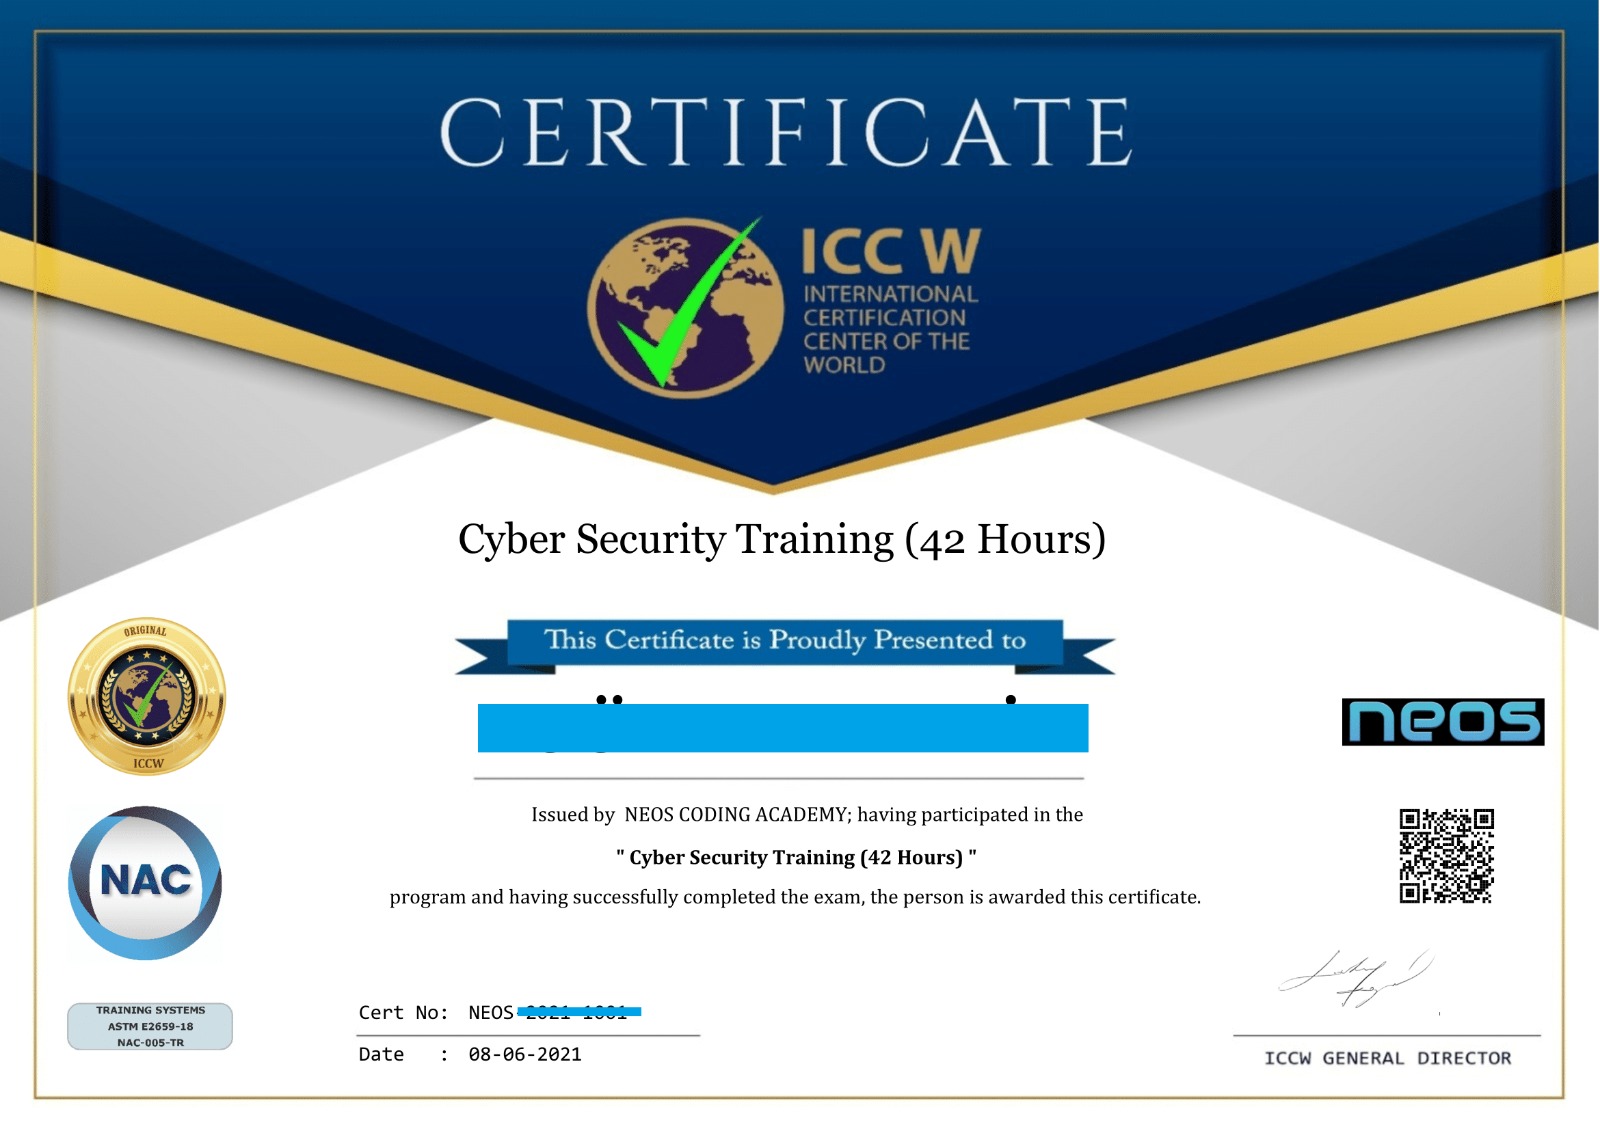 CERTIFICATE
ICC W
INTERNATIONAL
CERTIFICATION
CENTER OF THE
WORLD
Cyber Security Training (42 Hours)
This Certificate is Proudly Presented to
ORIGINAL
ICCW
neos
Issued by NEOS CODING ACADEMY; having participated in the
" Cyber Security Training (42 Hours) "
program and having successfully completed the exam, the person is awarded this certificate.
NAC
TRAINING SYSTEMS
ASTM E2659-18
NAC-005-TR
Cert No: NEOS-
Date : 08-06-2021
ICCW GENERAL DIRECTOR